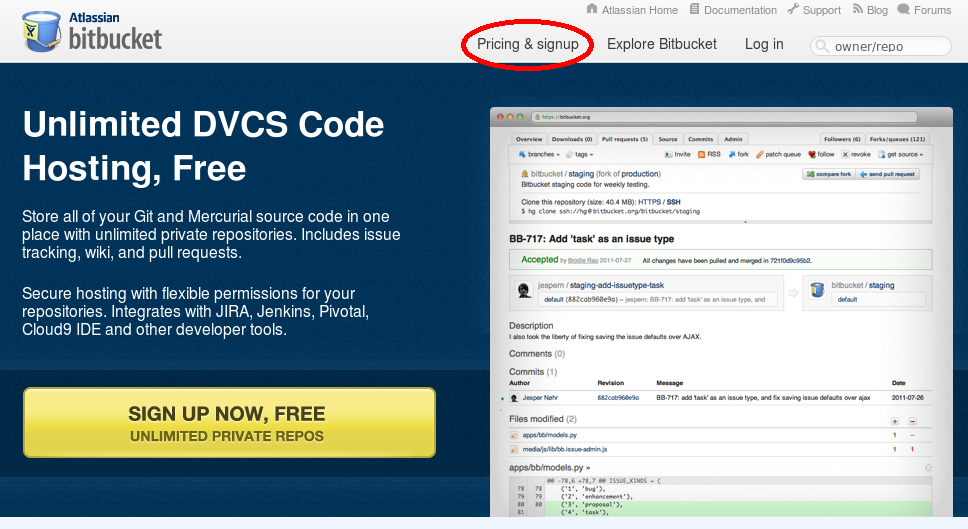 Atlassian Home Documentation Support Blog Forums
Atlassian
bitbucket
Pricing & signup Explore Bitbucket Log in owner/repo
Unlimited DVCS Code
Hosting, Free
Store all of your Git and Mercurial source code in one
place with unlimited private repositories. Includes issue
tracking, wiki, and pull requests.
Secure hosting with flexible permissions for your
repositories. Integrates with JIRA, Jenkins, Pivotal,
Cloud9 IDE and other developer tools.
SIGN UP NOW, FREE
UNLIMITED PRIVATE REPOS
https://bitbucket.org
Overview Downloads (0) Pull requests (5) Source Commits Admin Followers (6) Forks/queues (121)
branches » tags » Invite RSS fork patch queue follow revoke get source »
bitbucket / staging (fork of production) compare fork send pull request
Bitbucket staging code for weekly testing.
Clone this repository (size: 40.4 MB): HTTPS / SSH
$ hg clone ssh://hg@bitbucket.org/bitbucket/staging
BB-717: Add 'task' as an issue type
Accepted by Brodie Rao 2011-07-27 All changes have been pulled and merged in 721f0d9c95b2.
jespern / staging-add-issuetype-task bitbucket / staging
default (882cab960e9a) – jespern: BB-717: add 'task' as an issue type, and default
Description
I also took the liberty of fixing saving the issue defaults over AJAX.
Comments (0)
Commits (1)
Author Revision Message Date
Jesper Nøhr 882cab960e9a BB-717: add 'task' as an issue type, and fix saving issue defaults over ajax 2011-07-26
Files modified (2) + −
apps/bb/models.py 1 –
media/js/lib/bb.issue-admin.js 1 1
apps/bb/models.py »
@@ -78,6 +78,7 @@ ISSUE_KINDS = (
78 78 ('1', 'bug'),
79 79 ('2', 'enhancement'),
80 80 ('3', 'proposal'),
81 ('4', 'task'),